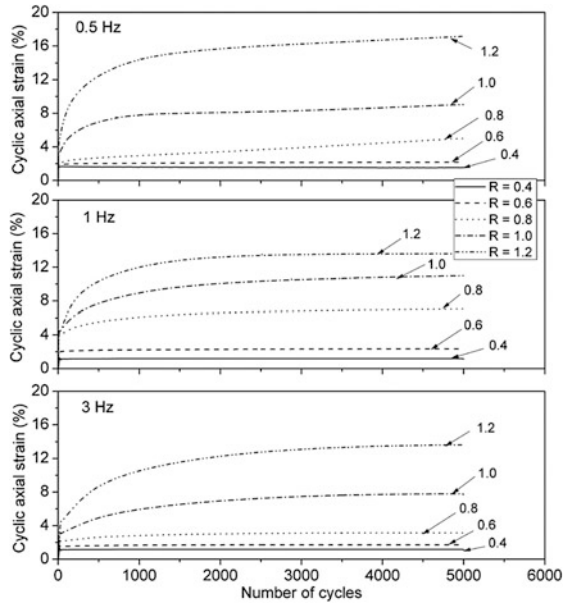 20
16
12
8
4
0
Cyclic axial strain (%)
0.5 Hz
1.2
1.0
0.8
0.6
0.4
R = 0.4
R = 0.6
R = 0.8
R = 1.0
R = 1.2
20
16
12
8
4
0
Cyclic axial strain (%)
1 Hz
1.2
1.0
0.8
0.6
0.4
20
16
12
8
4
0
Cyclic axial strain (%)
3 Hz
1.2
1.0
0.8
0.6
0.4
0 1000 2000 3000 4000 5000 6000
Number of cycles